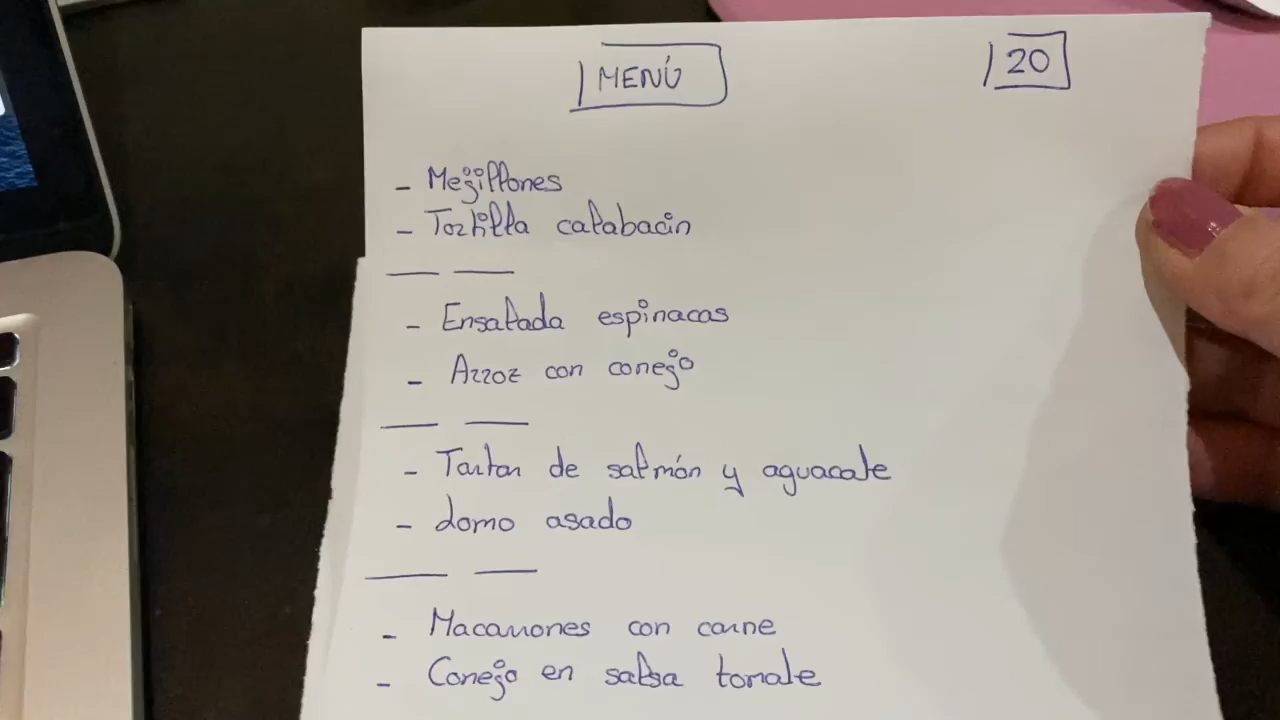 MENÚ
20
- Mejillones
- Tortilla calabacin
- Ensalada espinacas
- Arroz con conejo
- Tartar de salmón y aguacate
- Lomo asado
- Macarrones con carne
- Conejo en salsa tomate